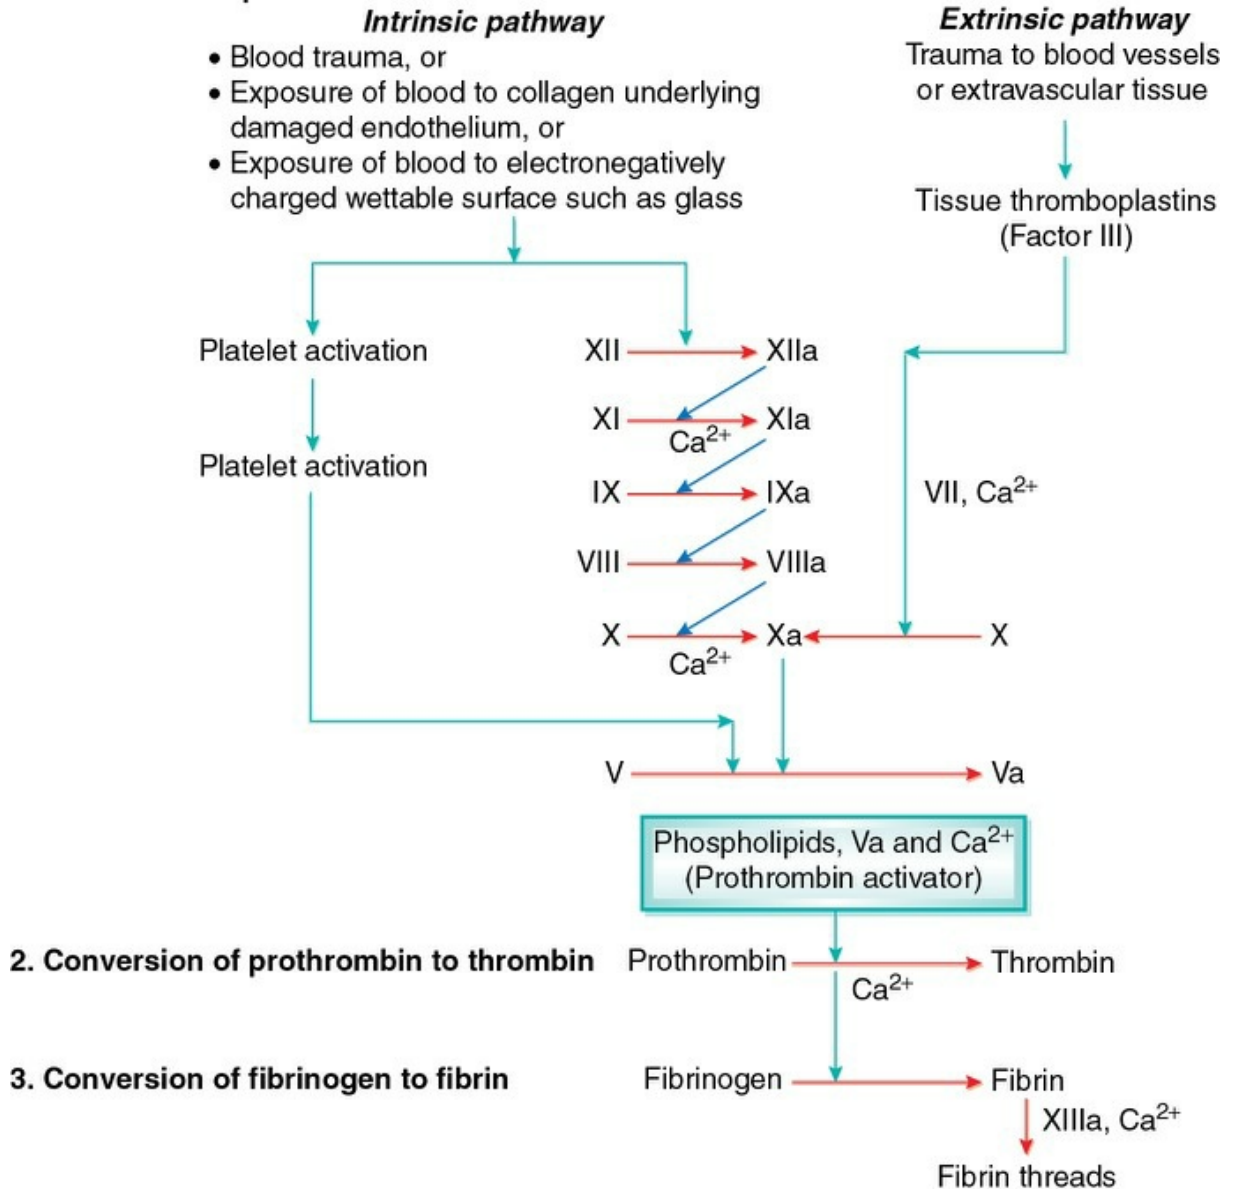 Intrinsic pathway
• Blood trauma, or
• Exposure of blood to collagen underlying
damaged endothelium, or
• Exposure of blood to electronegatively
charged wettable surface such as glass
Extrinsic pathway
Trauma to blood vessels
or extravascular tissue
Tissue thromboplastins
(Factor III)
Platelet activation
Platelet activation
XII XIIa
XI XIa
Ca2+
IX IXa
VII, Ca2+
VIII VIIIa
X Xa X
Ca2+
V Va
Phospholipids, Va and Ca2+
(Prothrombin activator)
2. Conversion of prothrombin to thrombin Prothrombin Thrombin
Ca2+
3. Conversion of fibrinogen to fibrin Fibrinogen Fibrin
XIIIa, Ca2+
Fibrin threads